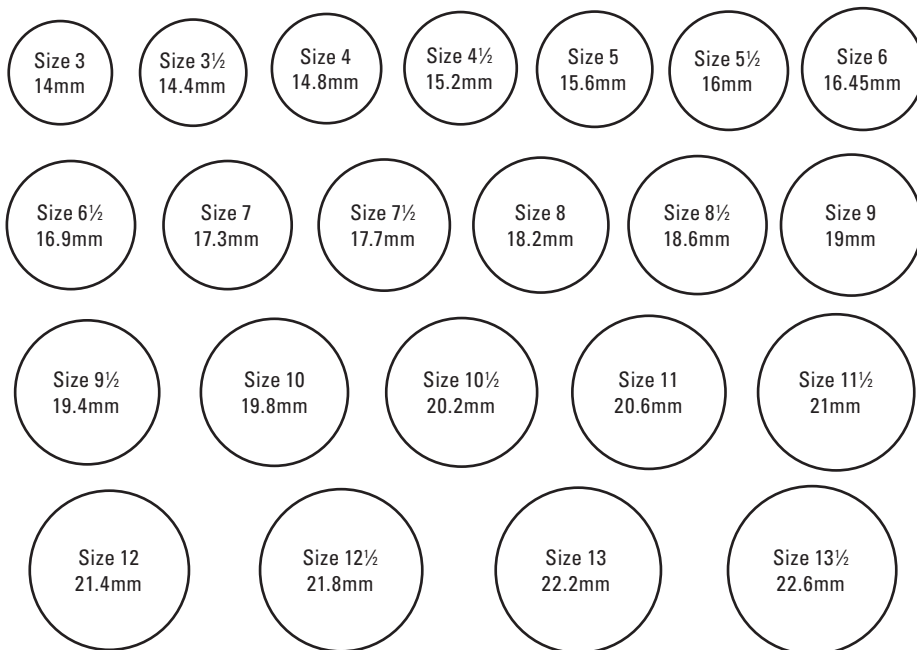 Size 3
14mm
Size 3½
14.4mm
Size 4
14.8mm
Size 4½
15.2mm
Size 5
15.6mm
Size 5½
16mm
Size 6
16.45mm
Size 6½
16.9mm
Size 7
17.3mm
Size 7½
17.7mm
Size 8
18.2mm
Size 8½
18.6mm
Size 9
19mm
Size 9½
19.4mm
Size 10
19.8mm
Size 10½
20.2mm
Size 11
20.6mm
Size 11½
21mm
Size 12
21.4mm
Size 12½
21.8mm
Size 13
22.2mm
Size 13½
22.6mm